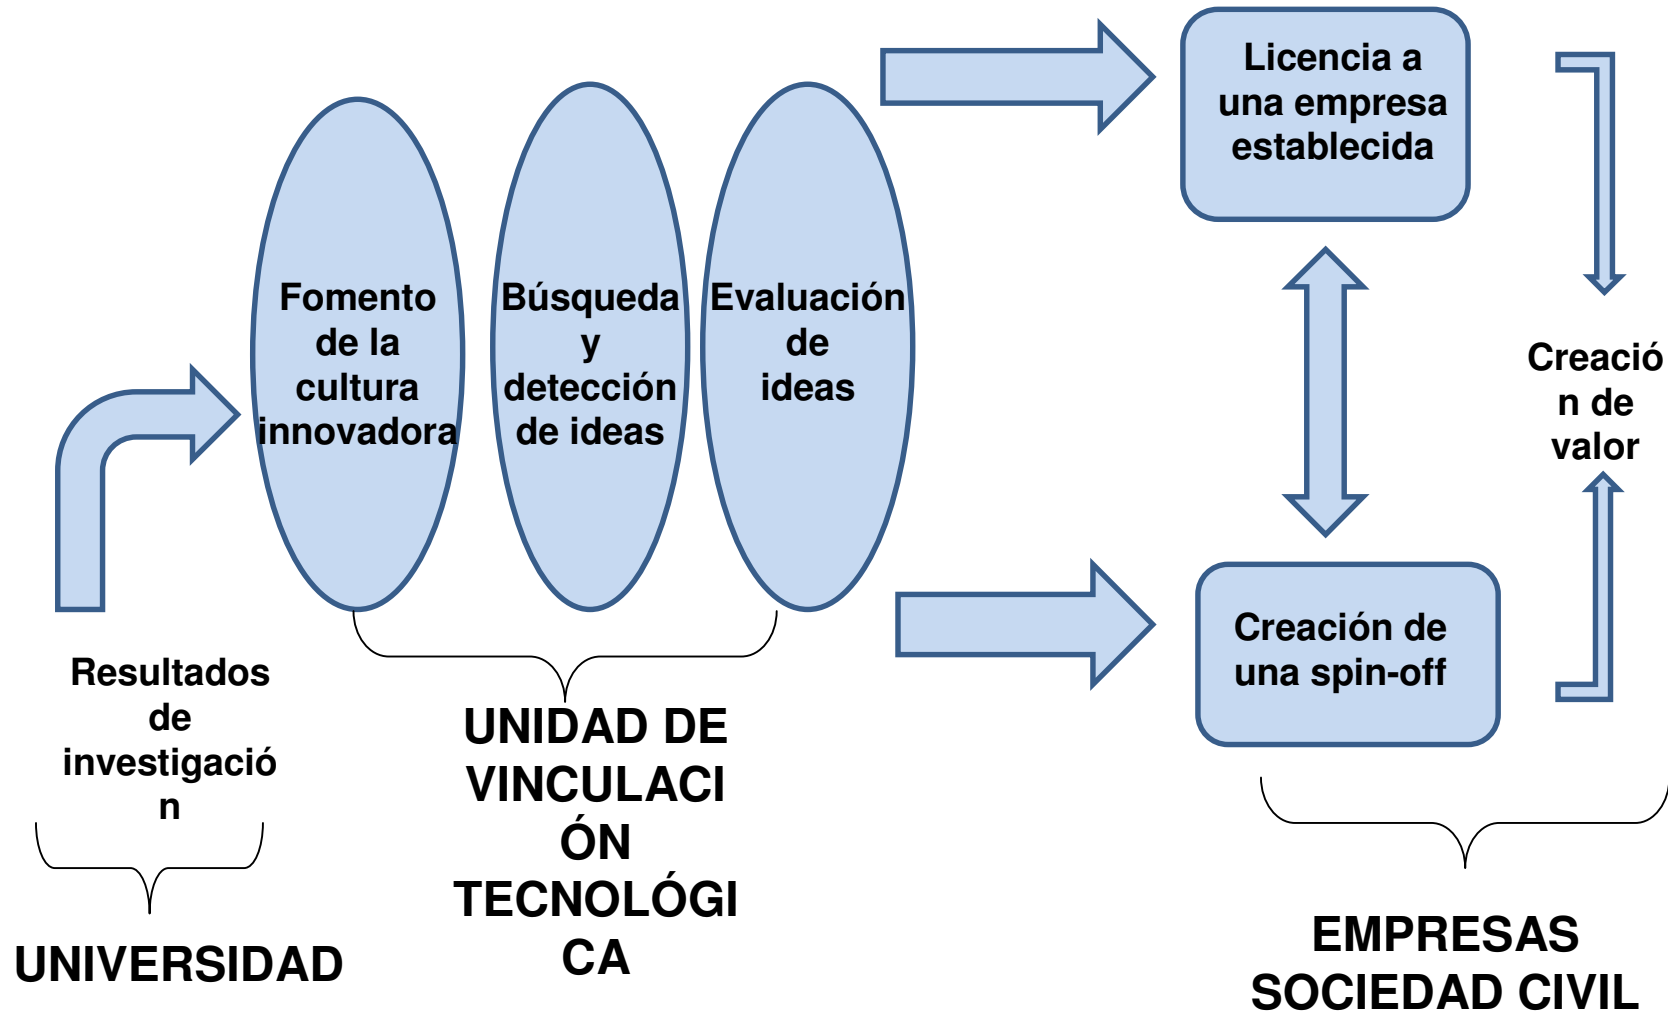 Resultados
de
investigació
n
UNIVERSIDAD
Fomento
de la
cultura
innovadora
Búsqueda
y
detección
de ideas
Evaluación
de
ideas
UNIDAD DE
VINCULACI
ÓN
TECNOLÓGI
CA
Licencia a
una empresa
establecida
Creación de
una spin-off
Creació
n de
valor
EMPRESAS
SOCIEDAD CIVIL